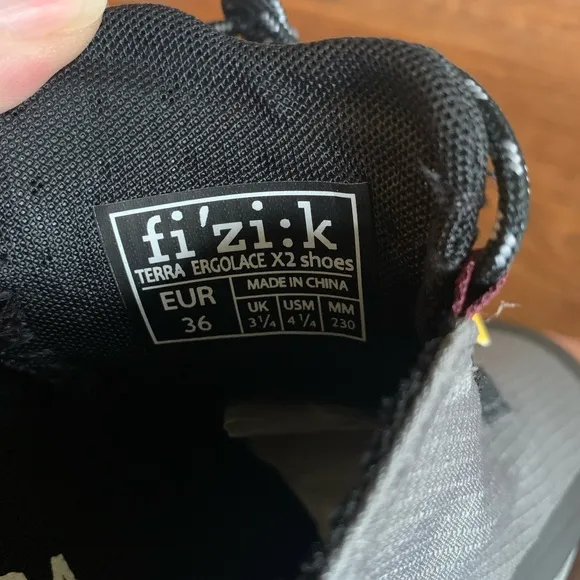 fi'zi:k
TERRA ERGOLACE X2 shoes
EUR
36
MADE IN CHINA
UK USM MM
3 1/4 4 1/4 230